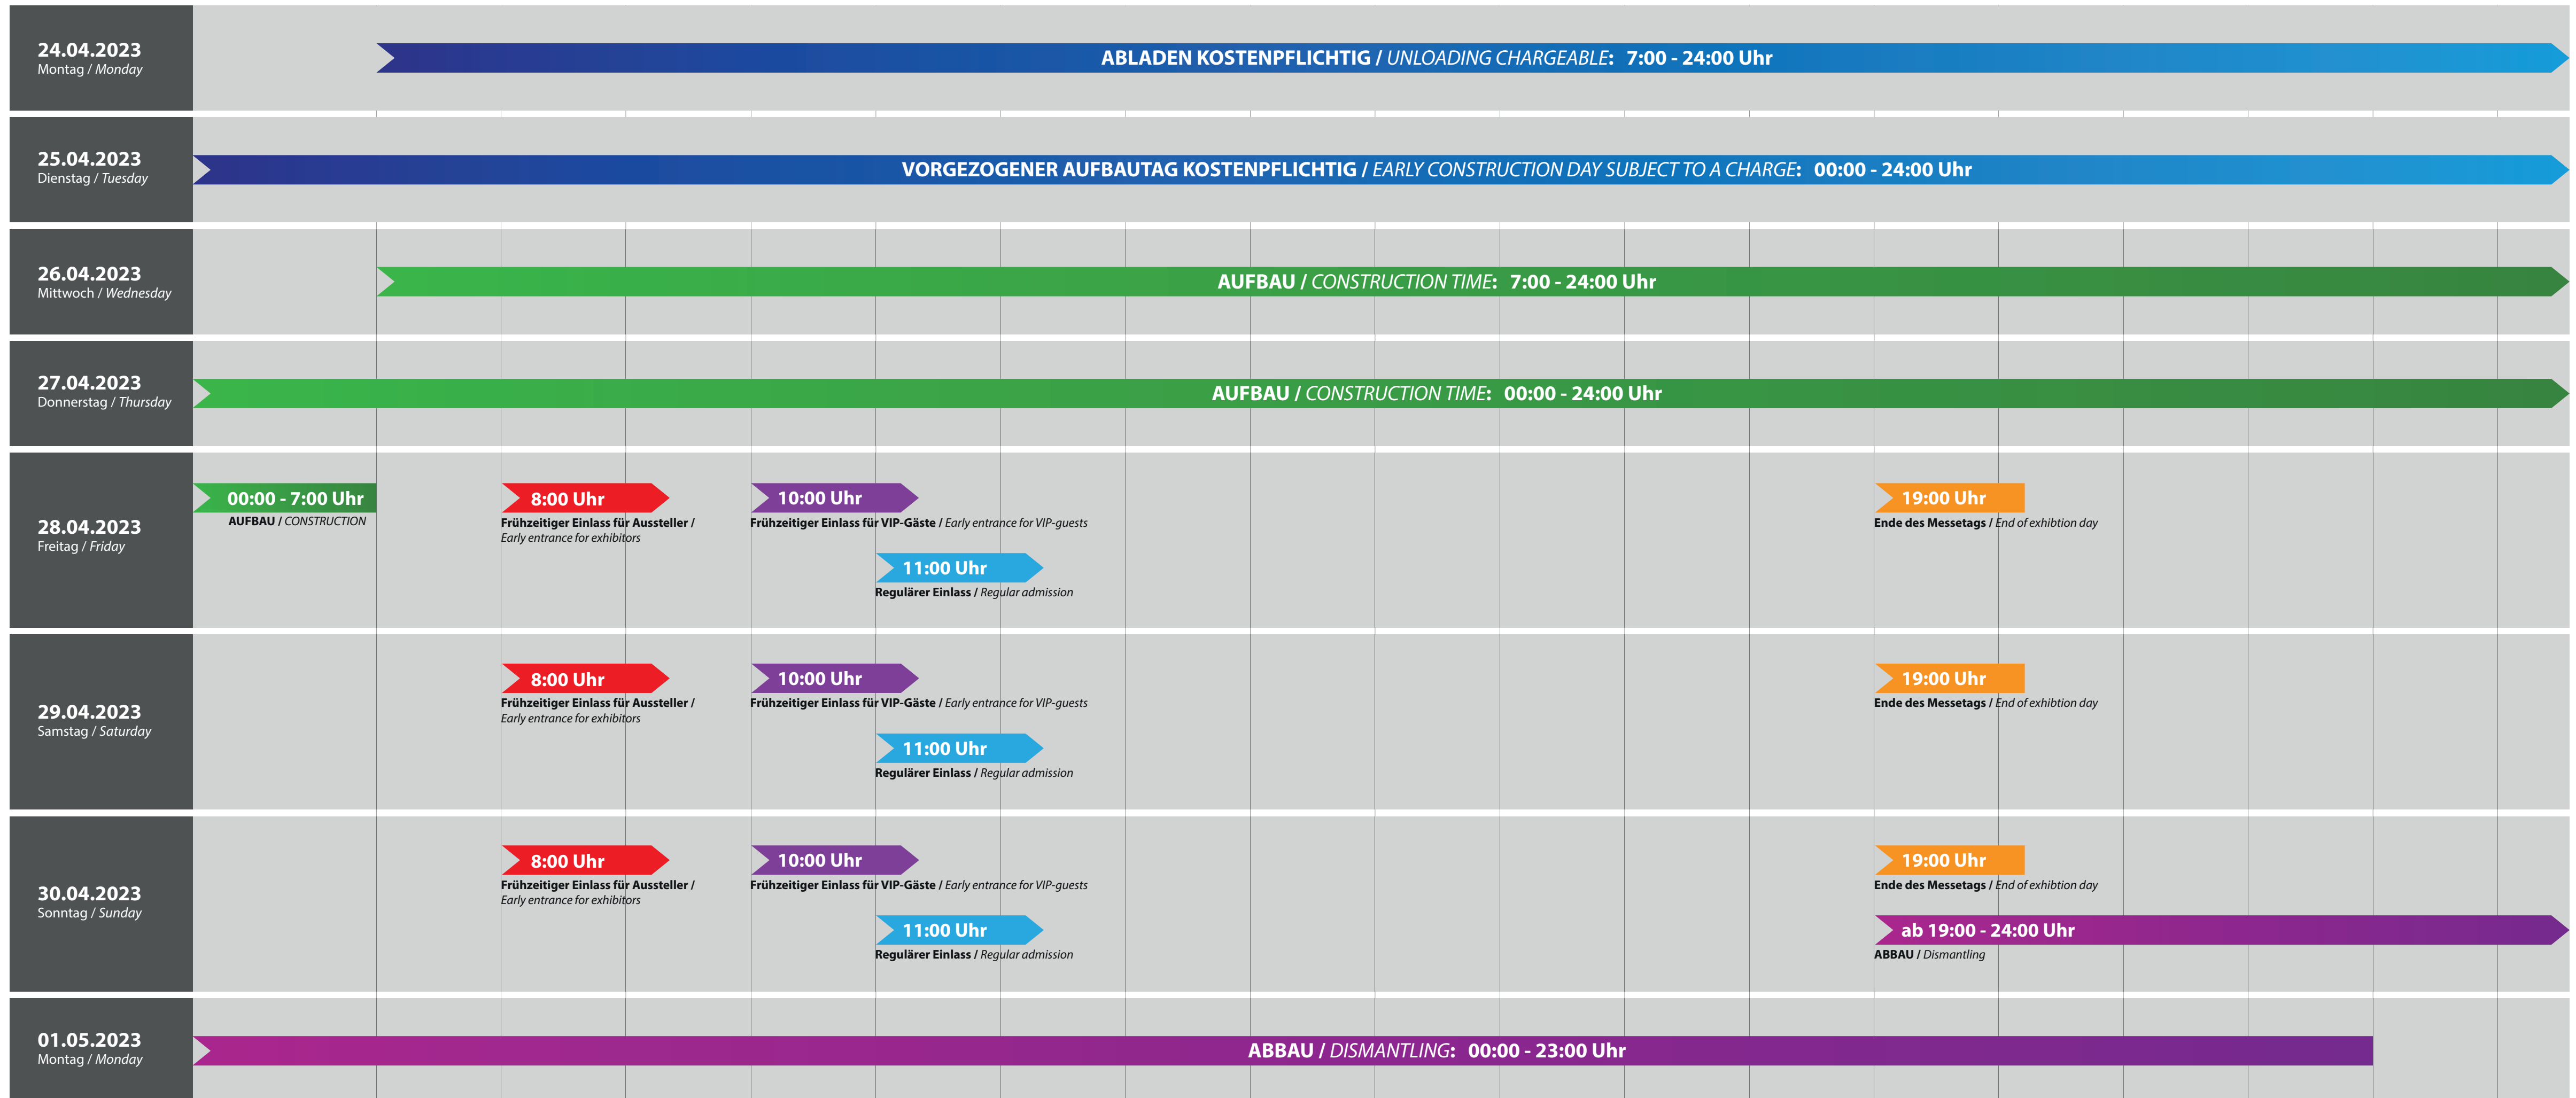 24.04.2023
Montag / Monday
ABLADEN KOSTENPFLICHTIG / UNLOADING CHARGEABLE: 7:00 - 24:00 Uhr
25.04.2023
Dienstag / Tuesday
VORGEZOGENER AUFBAUTAG KOSTENPFLICHTIG / EARLY CONSTRUCTION DAY SUBJECT TO A CHARGE: 00:00 - 24:00 Uhr
26.04.2023
Mittwoch / Wednesday
AUFBAU / CONSTRUCTION TIME: 7:00 - 24:00 Uhr
27.04.2023
Donnerstag / Thursday
AUFBAU / CONSTRUCTION TIME: 00:00 - 24:00 Uhr
28.04.2023
Freitag / Friday
00:00 - 7:00 Uhr
AUFBAU / CONSTRUCTION
8:00 Uhr
Frühzeitiger Einlass für Aussteller /
Early entrance for exhibitors
10:00 Uhr
Frühzeitiger Einlass für VIP-Gäste / Early entrance for VIP-guests
11:00 Uhr
Regulärer Einlass / Regular admission
19:00 Uhr
Ende des Messetags / End of exhibtion day
29.04.2023
Samstag / Saturday
8:00 Uhr
Frühzeitiger Einlass für Aussteller /
Early entrance for exhibitors
10:00 Uhr
Frühzeitiger Einlass für VIP-Gäste / Early entrance for VIP-guests
11:00 Uhr
Regulärer Einlass / Regular admission
19:00 Uhr
Ende des Messetags / End of exhibtion day
30.04.2023
Sonntag / Sunday
8:00 Uhr
Frühzeitiger Einlass für Aussteller /
Early entrance for exhibitors
10:00 Uhr
Frühzeitiger Einlass für VIP-Gäste / Early entrance for VIP-guests
11:00 Uhr
Regulärer Einlass / Regular admission
19:00 Uhr
Ende des Messetags / End of exhibtion day
ab 19:00 - 24:00 Uhr
ABBAU / Dismantling
01.05.2023
Montag / Monday
ABBAU / DISMANTLING: 00:00 - 23:00 Uhr